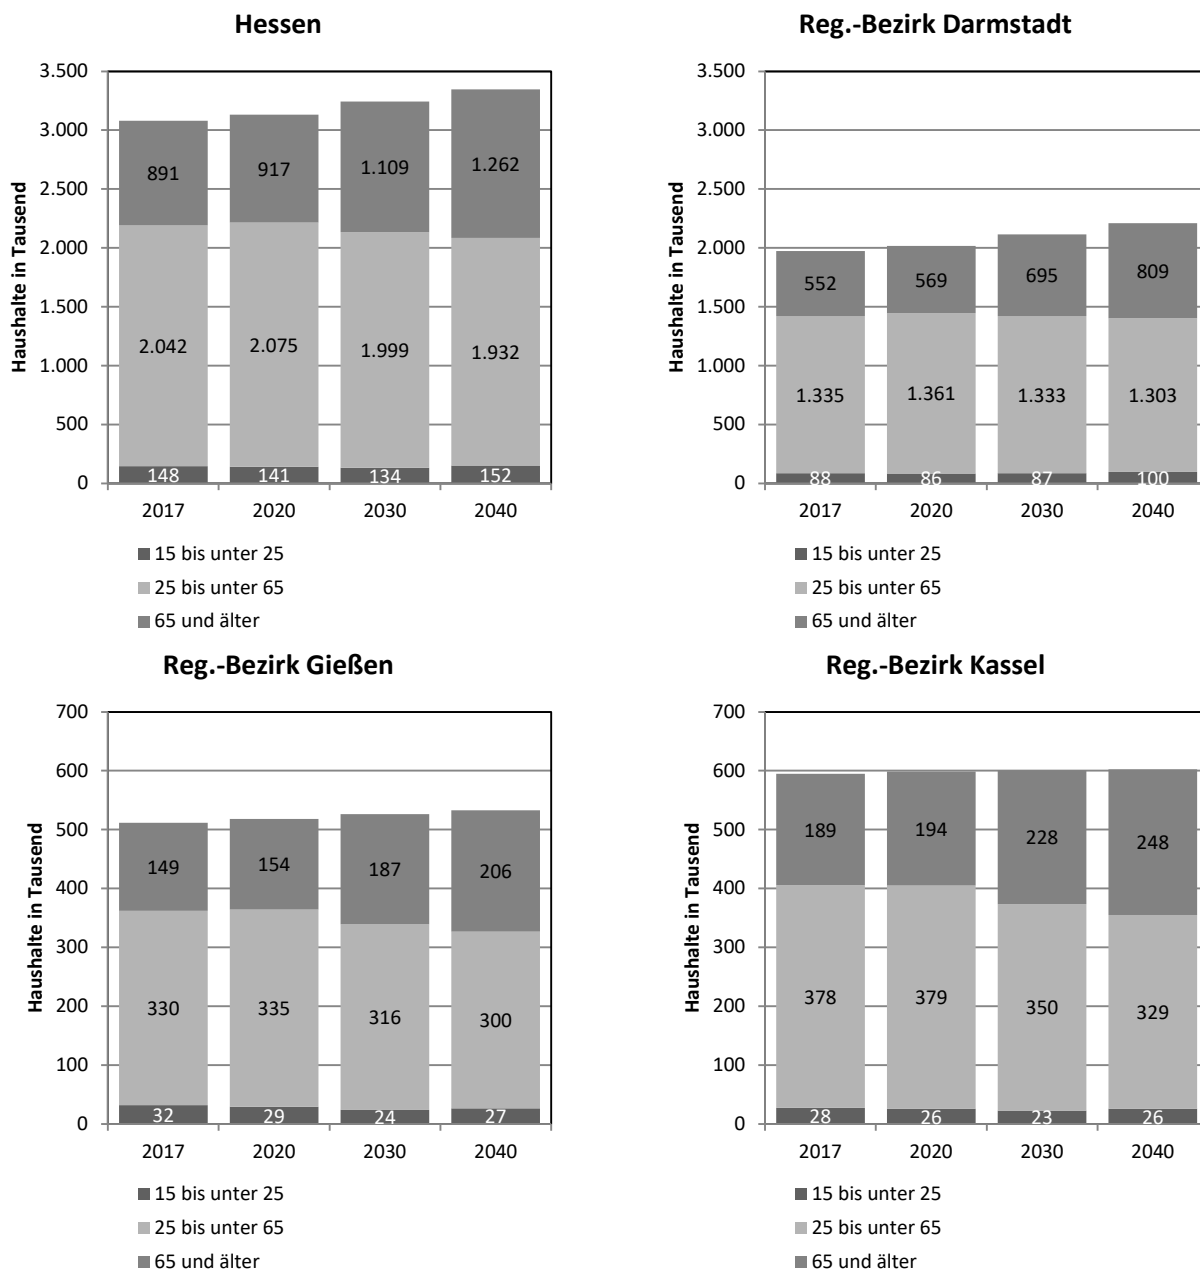 Hessen
Haushalte in Tausend
3.500
3.000
2.500
2.000
1.500
1.000
500
0
891 917 1.109 1.262
2.042 2.075 1.999 1.932
148 141 134 152
2017 2020 2030 2040
15 bis unter 25
25 bis unter 65
65 und älter
Reg.-Bezirk Darmstadt
Haushalte in Tausend
3.500
3.000
2.500
2.000
1.500
1.000
500
0
552 569 695 809
1.335 1.361 1.333 1.303
88 86 87 100
2017 2020 2030 2040
15 bis unter 25
25 bis unter 65
65 und älter
Reg.-Bezirk Gießen
Haushalte in Tausend
700
600
500
400
300
200
100
0
149 154 187 206
330 335 316 300
32 29 24 27
2017 2020 2030 2040
15 bis unter 25
25 bis unter 65
65 und älter
Reg.-Bezirk Kassel
Haushalte in Tausend
700
600
500
400
300
200
100
0
189 194 228 248
378 379 350 329
28 26 23 26
2017 2020 2030 2040
15 bis unter 25
25 bis unter 65
65 und älter